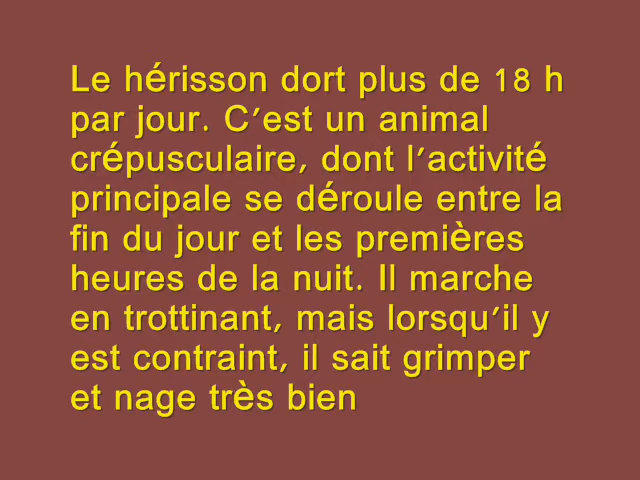 Le hérisson dort plus de 18 h
par jour. C’est un animal
crépusculaire, dont l’activité
principale se déroule entre la
fin du jour et les premières
heures de la nuit. Il marche
en trottinant, mais lorsqu’il y
est contraint, il sait grimper
et nage très bien